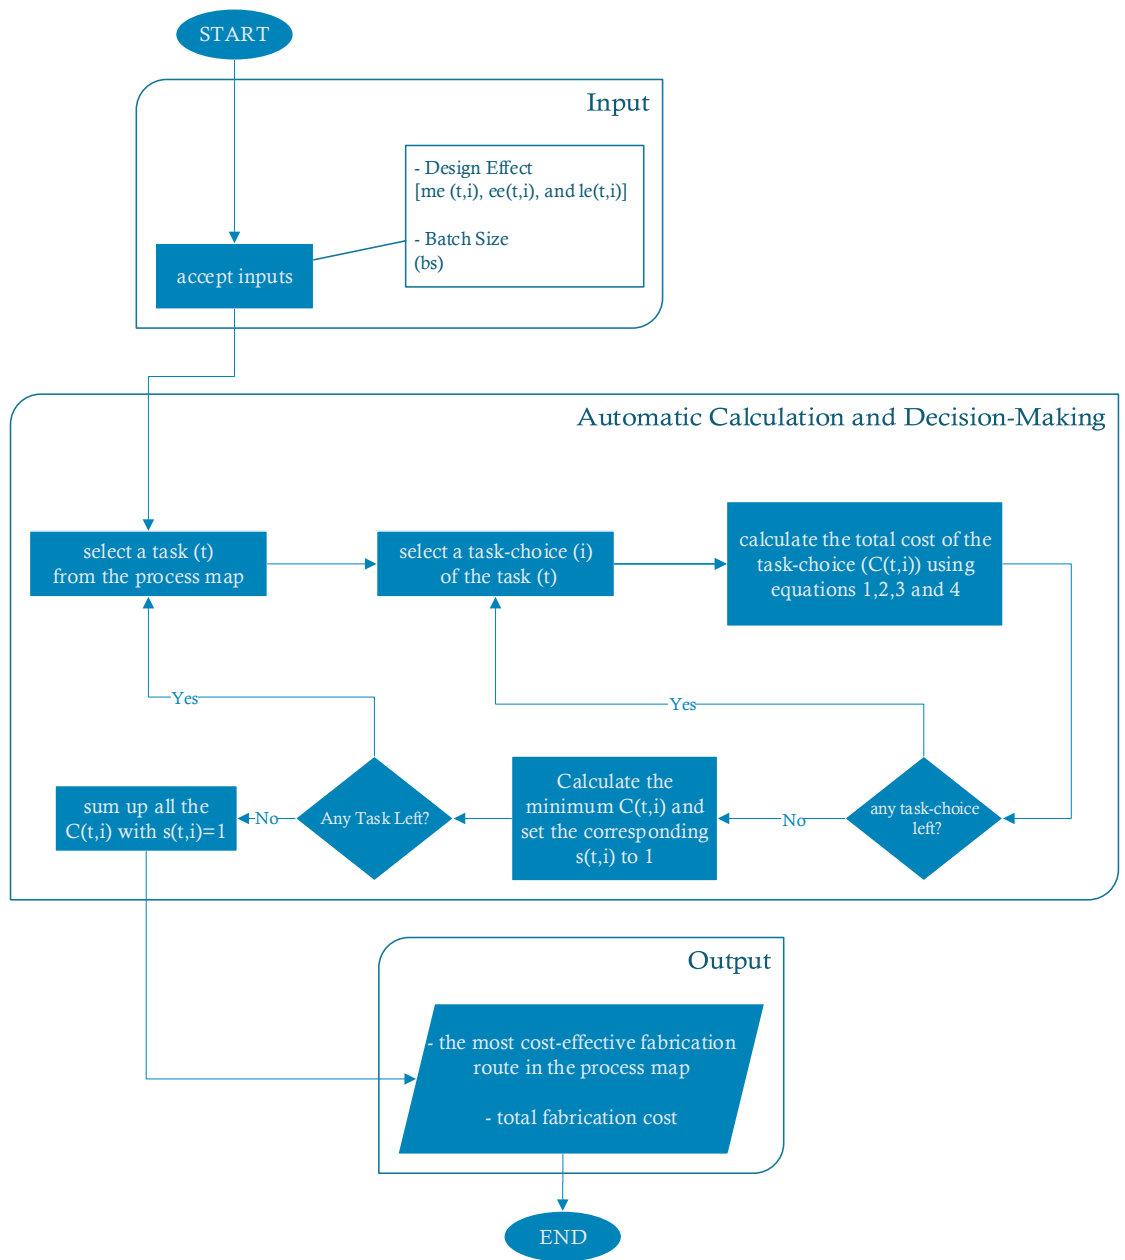 START
Input
- Design Effect
[me (t,i), ee(t,i), and le(t,i)]
- Batch Size
(bs)
accept inputs
Automatic Calculation and Decision-Making
select a task (t)
from the process map
select a task-choice (i)
of the task (t)
calculate the total cost of the
task-choice (C(t,i)) using
equations 1,2,3 and 4
Yes
Yes
sum up all the
C(t,i) with s(t,i)=1
No
Any Task Left?
Calculate the
minimum C(t,i) and
set the corresponding
s(t,i) to 1
No
any task-choice
left?
Output
- the most cost-effective fabrication
route in the process map
- total fabrication cost
END